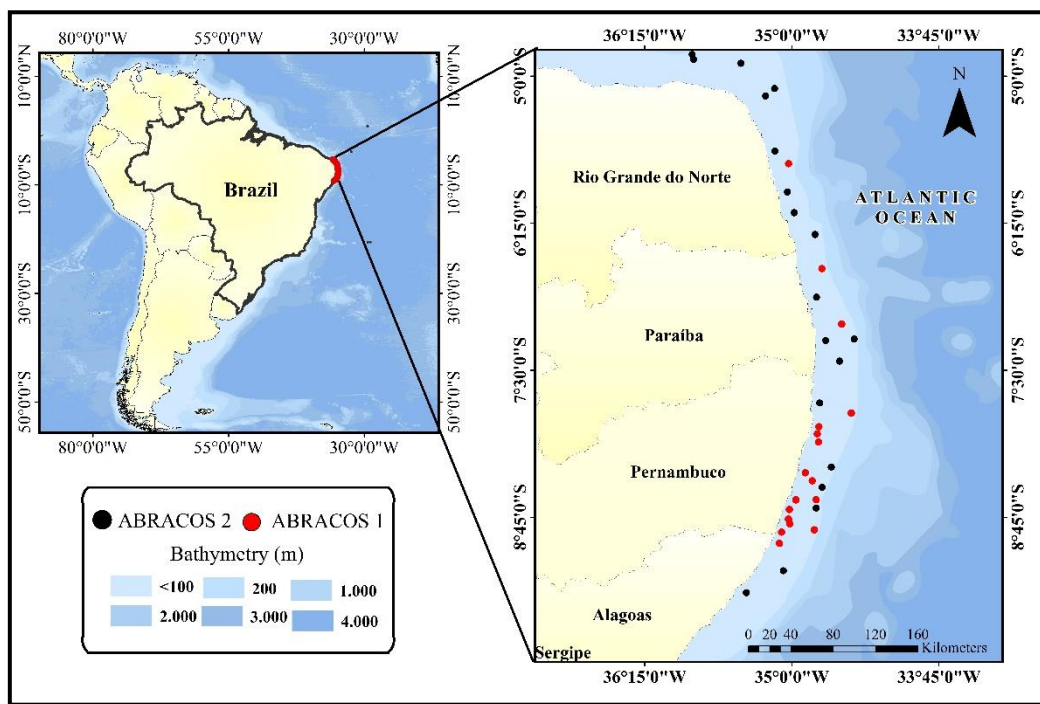 80°0'0"W 55°0'0"W 30°0'0"W
10°0'0"N
10°0'0"S
30°0'0"S
50°0'0"S
Brazil
10°0'0"N
10°0'0"S
30°0'0"S
50°0'0"S
80°0'0"W 55°0'0"W 30°0'0"W
ABRACOS 2 ABRACOS 1
Bathymetry (m)
<100 200 1.000
2.000 3.000 4.000
36°15'0"W 35°0'0"W 33°45'0"W
5°0'0"S
6°15'0"S
7°30'0"S
8°45'0"S
N
Rio Grande do Norte
ATLANTIC
OCEAN
Paraíba
Pernambuco
Alagoas
Sergipe
0 20 40 80 120 160
Kilometers
5°0'0"S
6°15'0"S
7°30'0"S
8°45'0"S
36°15'0"W 35°0'0"W 33°45'0"W